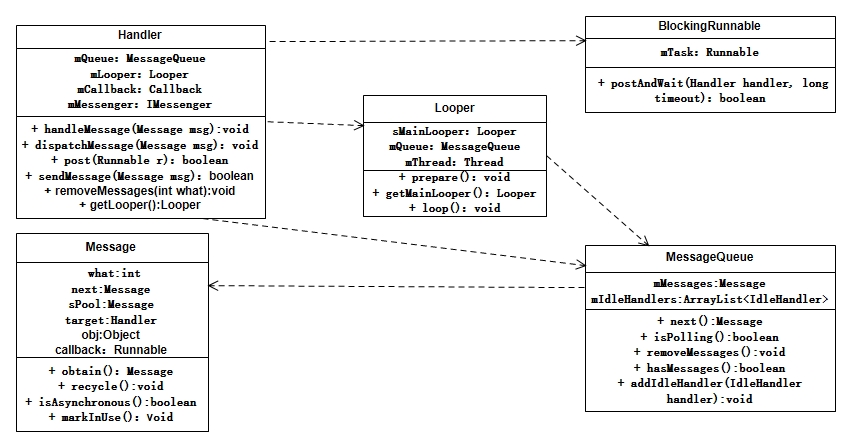 Handler
mQueue: MessageQueue
mLooper: Looper
mCallback: Callback
mMessenger: IMessenger
+ handleMessage(Message msg):void
+ dispatchMessage(Message msg): void
+ post(Runnable r): boolean
+ sendMessage(Message msg): boolean
+ removeMessages(int what):void
+ getLooper():Looper
BlockingRunnable
mTask: Runnable
+ postAndWait(Handler handler, long
timeout): boolean
Looper
sMainLooper: Looper
mQueue: MessageQueue
mThread: Thread
+ prepare(): void
+ getMainLooper(): Looper
+ loop(): void
Message
what:int
next:Message
sPool:Message
target:Handler
obj:Object
callback: Runnable
+ obtain(): Message
+ recycle():void
+ isAsynchronous():boolean
+ markInUse(): Void
MessageQueue
mMessages:Message
mIdleHandlers:ArrayList<IdleHandler>
+ next():Message
+ isPolling():boolean
+ removeMessages():void
+ hasMessages():boolean
+ addIdleHandler(IdleHandler
handler):void